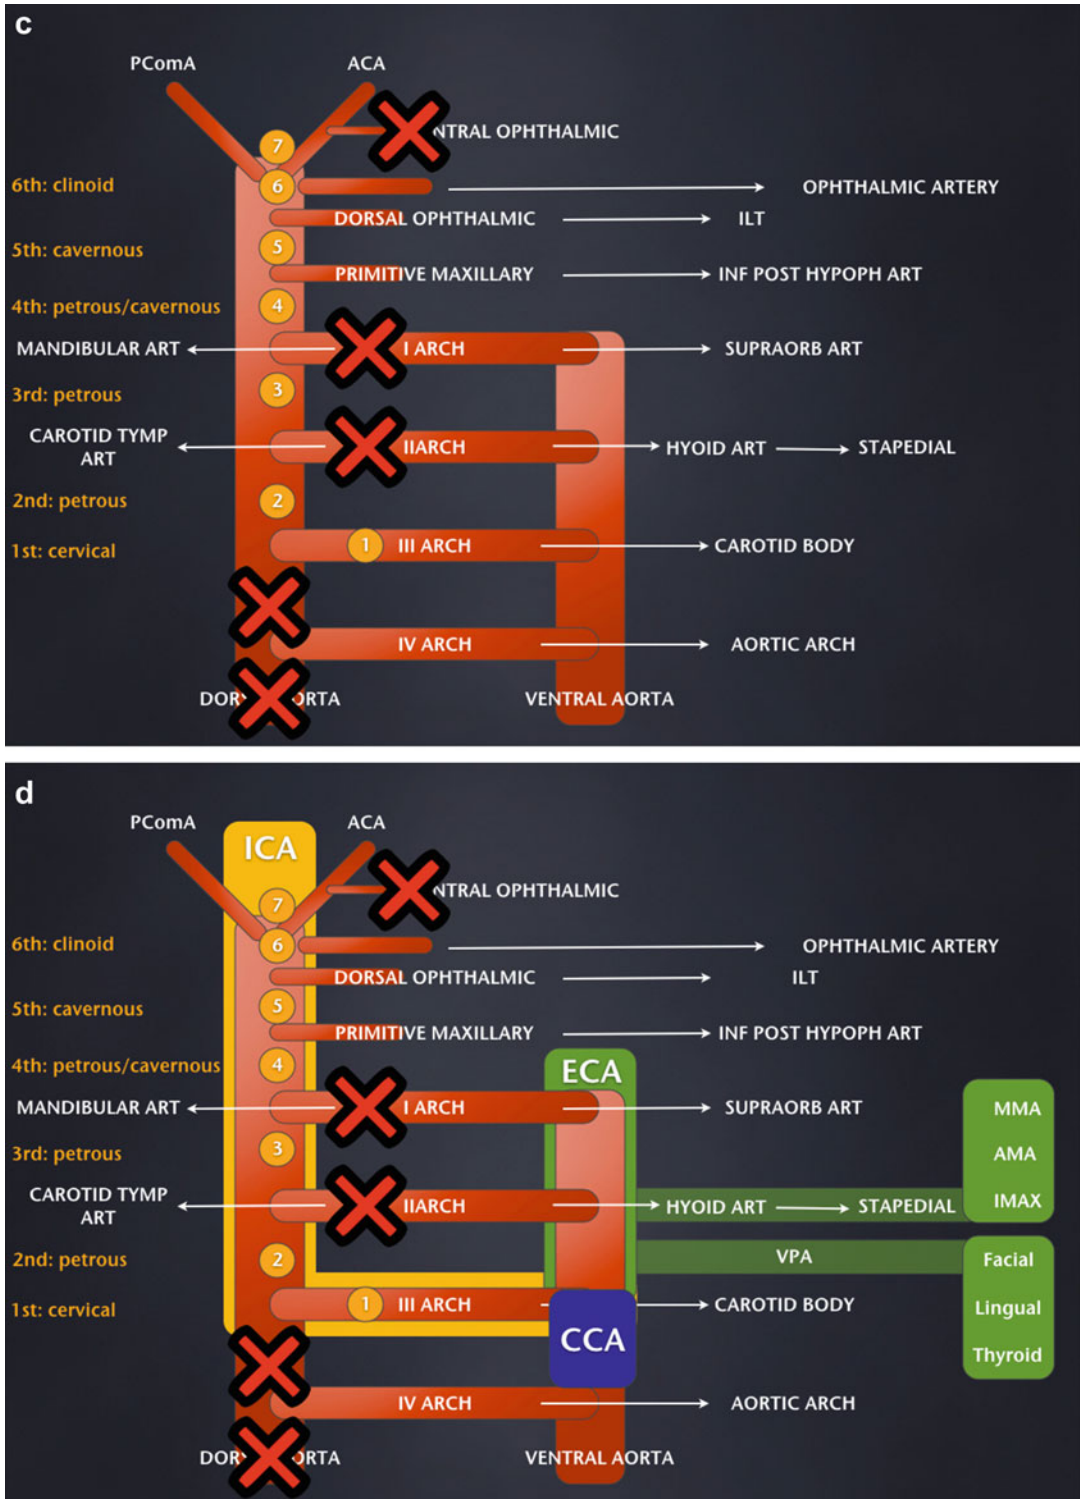 c
PComA ACA
7 NTRAL OPHTHALMIC
6th: clinoid 6 OPHTHALMIC ARTERY
DORSAL OPHTHALMIC ILT
5th: cavernous 5
PRIMITIVE MAXILLARY INF POST HYPOPH ART
4th: petrous/cavernous 4
MANDIBULAR ART I ARCH SUPRAORB ART
3rd: petrous 3
CAROTID TYMP
ART
IIARCH HYOID ART STAPEDIAL
2nd: petrous 2
1st: cervical 1 III ARCH CAROTID BODY
IV ARCH AORTIC ARCH
DOR ORTA VENTRAL AORTA
d
PComA ACA
ICA
7 NTRAL OPHTHALMIC
6th: clinoid 6 OPHTHALMIC ARTERY
DORSAL OPHTHALMIC ILT
5th: cavernous 5
PRIMITIVE MAXILLARY INF POST HYPOPH ART
4th: petrous/cavernous 4 ECA
MANDIBULAR ART I ARCH SUPRAORB ART MMA
3rd: petrous 3 AMA
CAROTID TYMP
ART
IIARCH HYOID ART STAPEDIAL IMAX
2nd: petrous 2 VPA Facial
1st: cervical 1 III ARCH CAROTID BODY Lingual
CCA Thyroid
IV ARCH AORTIC ARCH
DOR ORTA VENTRAL AORTA